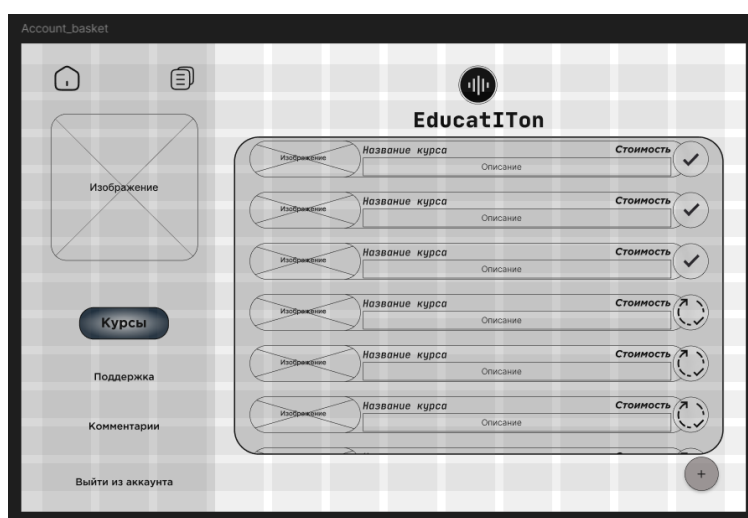 Account_basket
EducatITon
Изображение
Курсы
Поддержка
Комментарии
Выйти из аккаунта
Изображение
Название курса
Стоимость
Описание
Изображение
Название курса
Стоимость
Описание
Изображение
Название курса
Стоимость
Описание
Изображение
Название курса
Стоимость
Описание
Изображение
Название курса
Стоимость
Описание
Изображение
Название курса
Стоимость
Описание
+